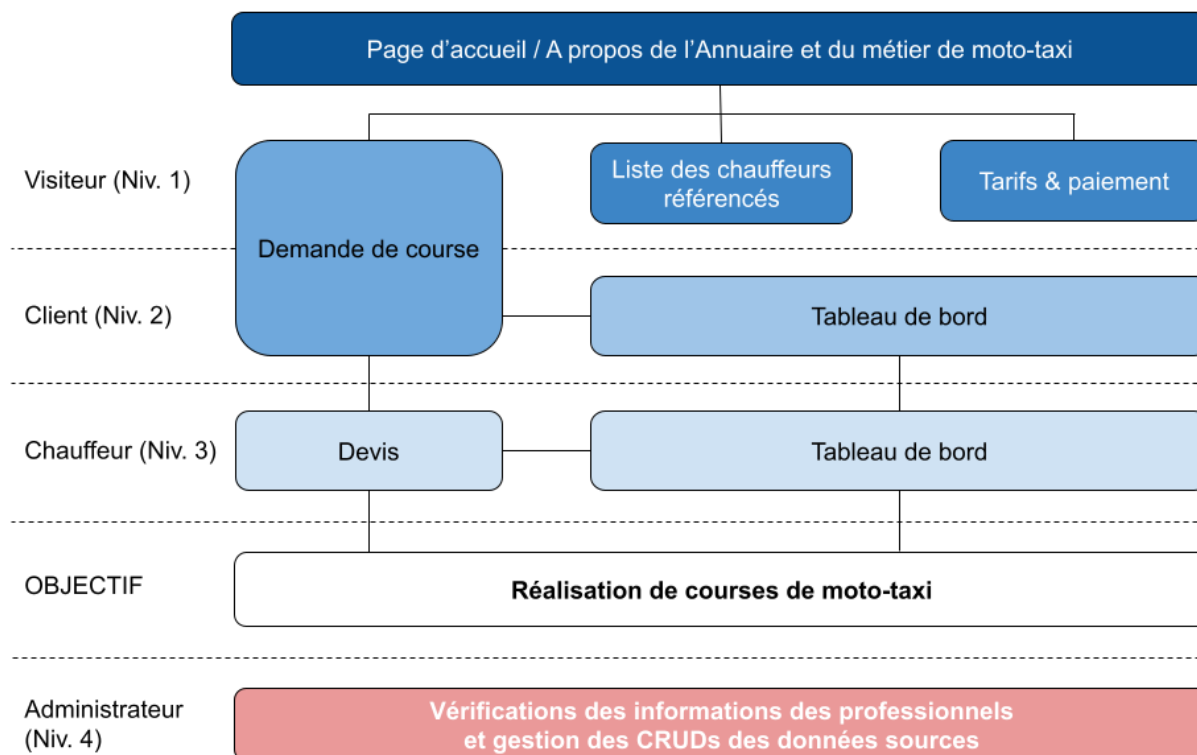 Page d’accueil / A propos de l’Annuaire et du métier de moto-taxi
Visiteur (Niv. 1)
Demande de course
Liste des chauffeurs
référencés
Tarifs & paiement
Client (Niv. 2)
Tableau de bord
Chauffeur (Niv. 3)
Devis
Tableau de bord
OBJECTIF
Réalisation de courses de moto-taxi
Administrateur
(Niv. 4)
Vérifications des informations des professionnels
et gestion des CRUDs des données sources